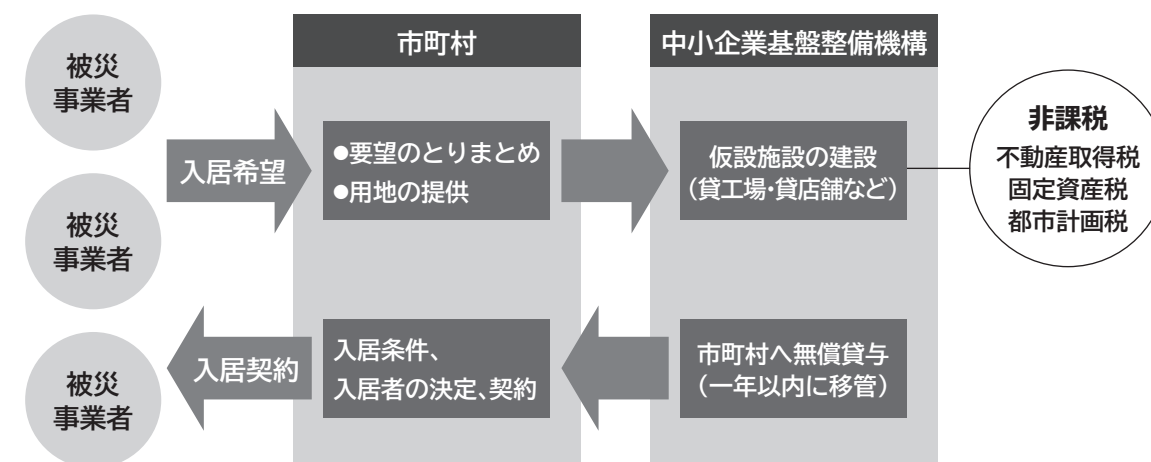 被災
事業者
被災
事業者
被災
事業者
入居希望
入居契約
市町村
●要望のとりまとめ
●用地の提供
入居条件、
入居者の決定、契約
中小企業基盤整備機構
仮設施設の建設
（貸工場・貸店舗など）
市町村へ無償貸与
（一年以内に移管）
非課税
不動産取得税
固定資産税
都市計画税